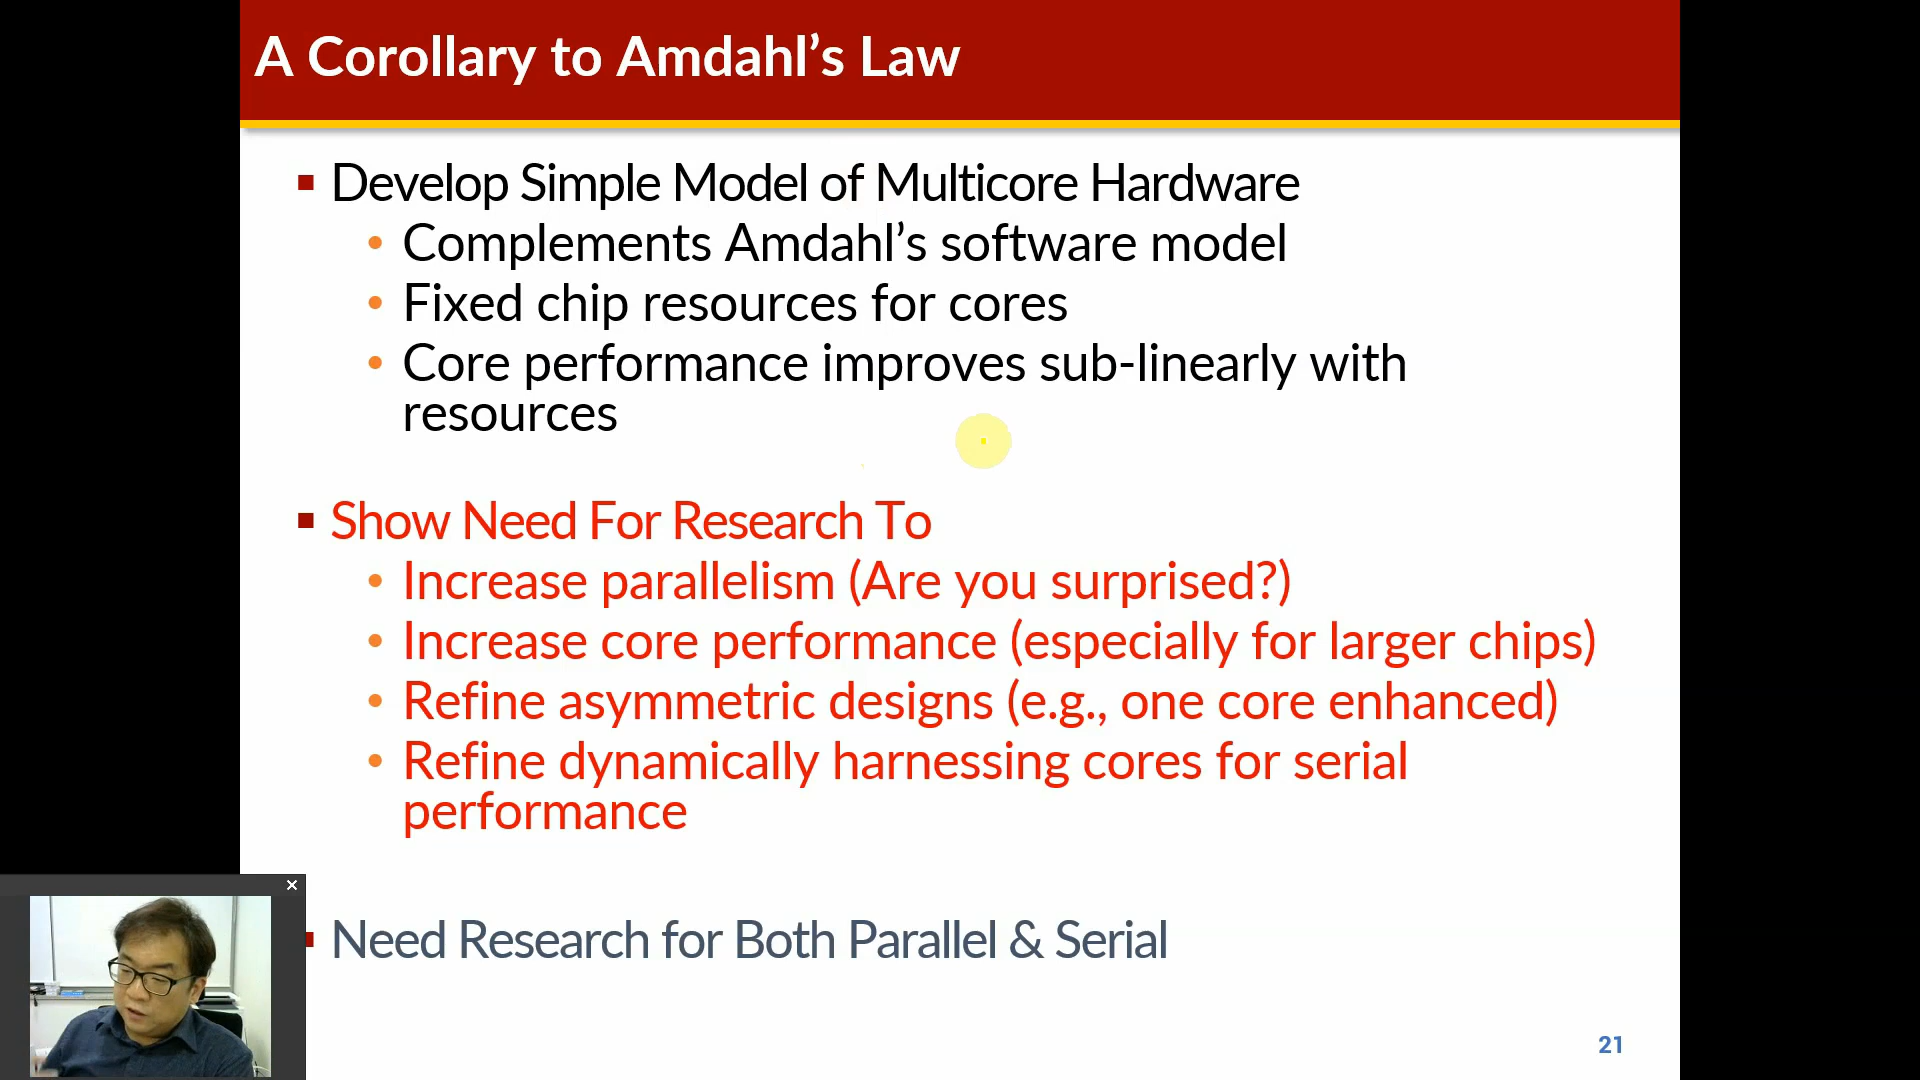 A Corollary to Amdahl’s Law
▪ Develop Simple Model of Multicore Hardware
• Complements Amdahl’s software model
• Fixed chip resources for cores
• Core performance improves sub-linearly with
resources
▪ Show Need For Research To
• Increase parallelism (Are you surprised?)
• Increase core performance (especially for larger chips)
• Refine asymmetric designs (e.g., one core enhanced)
• Refine dynamically harnessing cores for serial
performance
▪ Need Research for Both Parallel & Serial
21